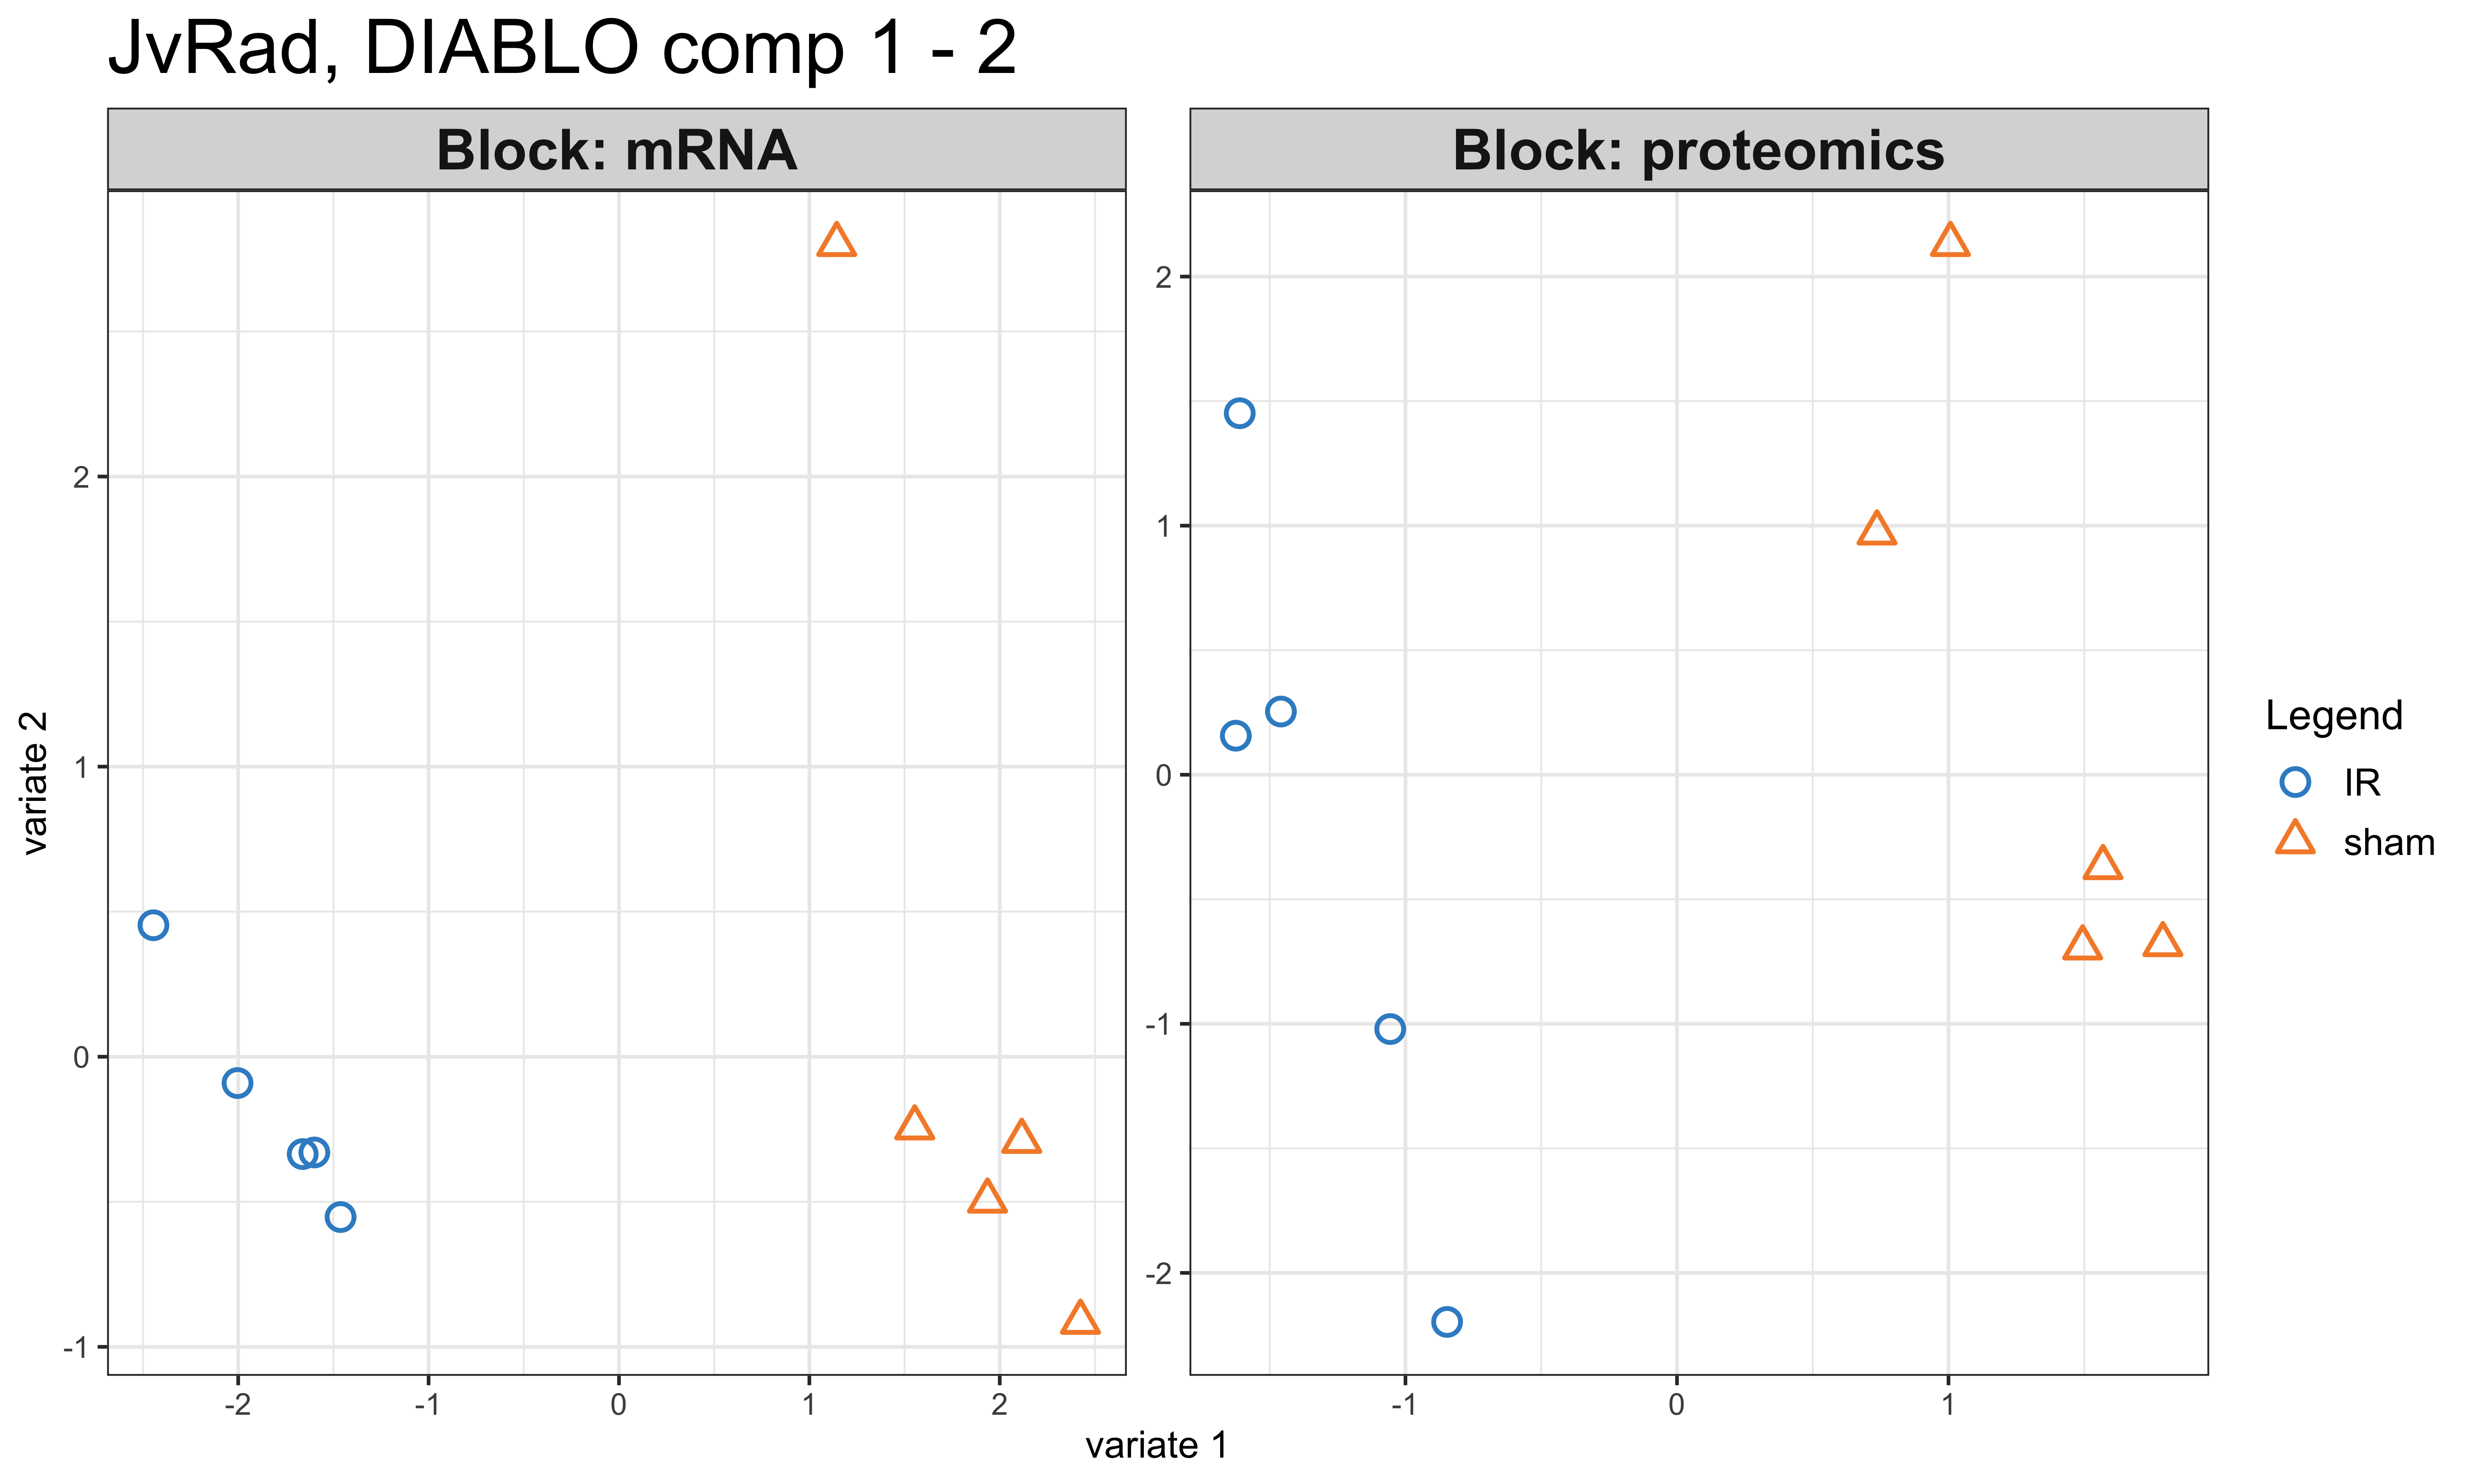 JvRad, DIABLO comp 1 - 2
Block: mRNA
Block: proteomics
variate 2
2
1
0
-1
-2
-1
0
1
2
2
1
0
-1
-2
-1
0
1
variate 1
Legend
IR
sham